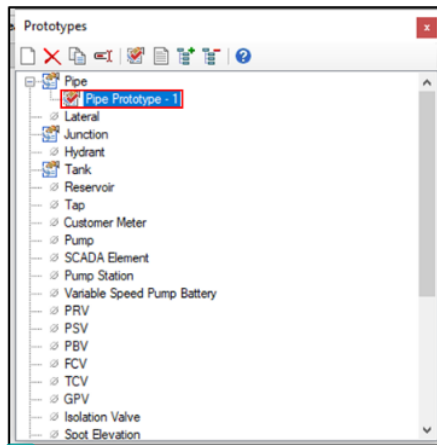 Prototypes
Pipe
Pipe Prototype - 1
Lateral
Junction
Hydrant
Tank
Reservoir
Tap
Customer Meter
Pump
SCADA Element
Pump Station
Variable Speed Pump Battery
PRV
PSV
PBV
FCV
TCV
GPV
Isolation Valve
Spot Elevation